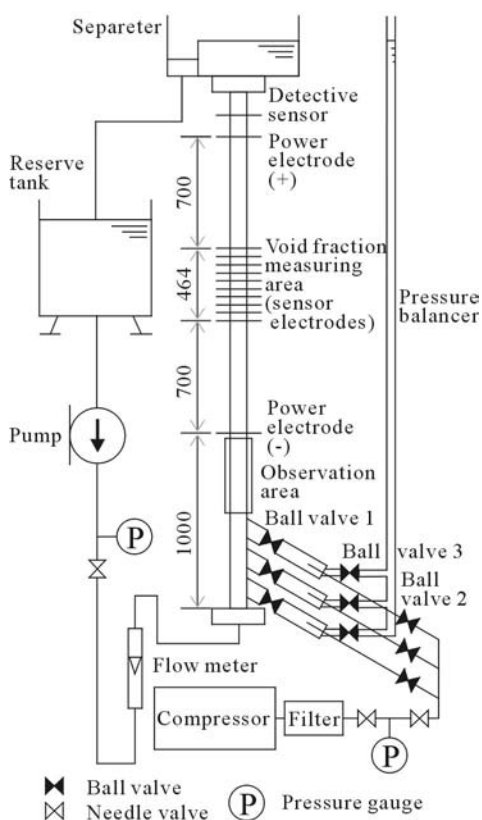 Separeter
Detective
sensor
Power
electrode
(+)
Reserve
tank
700
Void fraction
measuring
area
(sensor
electrodes)
464
Pressure
balancer
700
Pump
Power
electrode
(-)
Observation
area
1000
P
Ball valve 1
Ball valve 3
Ball
valve 2
Flow meter
Compressor
Filter
P
Ball valve
Needle valve
P Pressure gauge